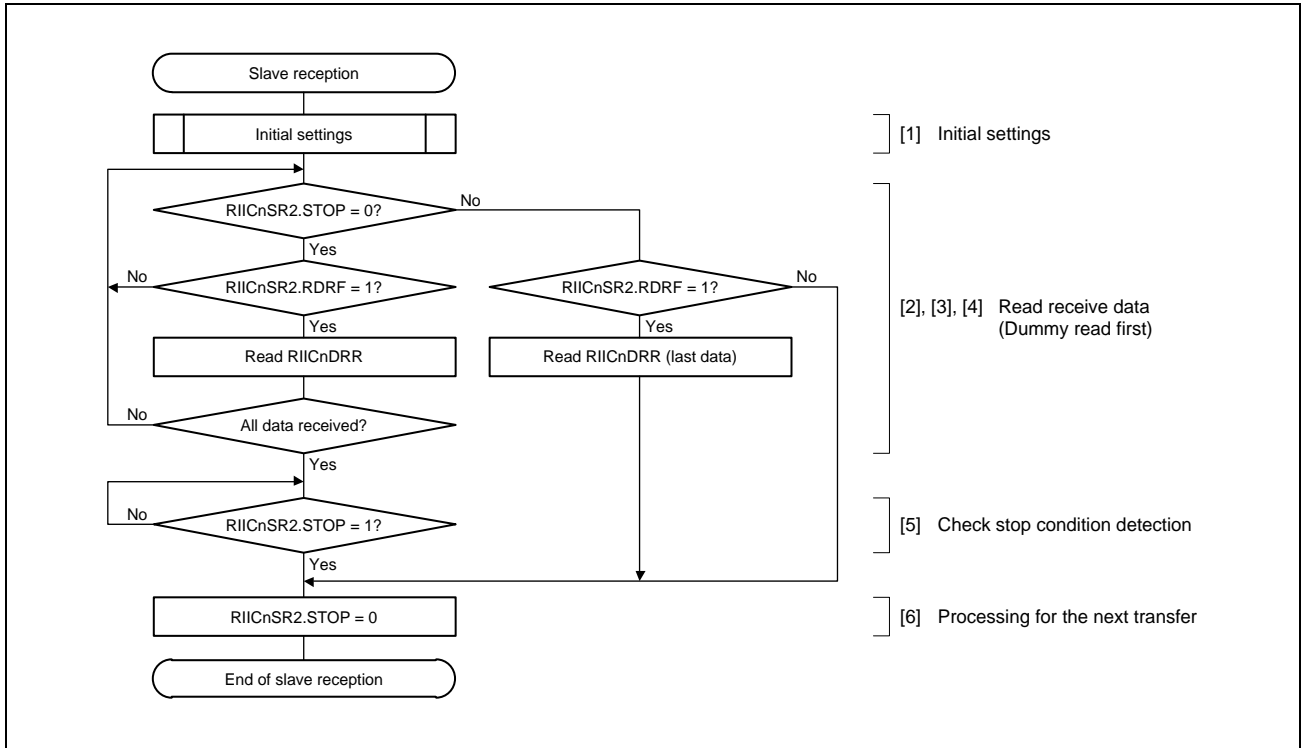 Slave reception
Initial settings
[1] Initial settings
RIICnSR2.STOP = 0?
No
Yes
No
RIICnSR2.RDRF = 1?
RIICnSR2.RDRF = 1?
No
[2], [3], [4] Read receive data
(Dummy read first)
Yes
Yes
Read RIICnDRR
Read RIICnDRR (last data)
No
All data received?
Yes
No
RIICnSR2.STOP = 1?
[5] Check stop condition detection
Yes
RIICnSR2.STOP = 0
[6] Processing for the next transfer
End of slave reception